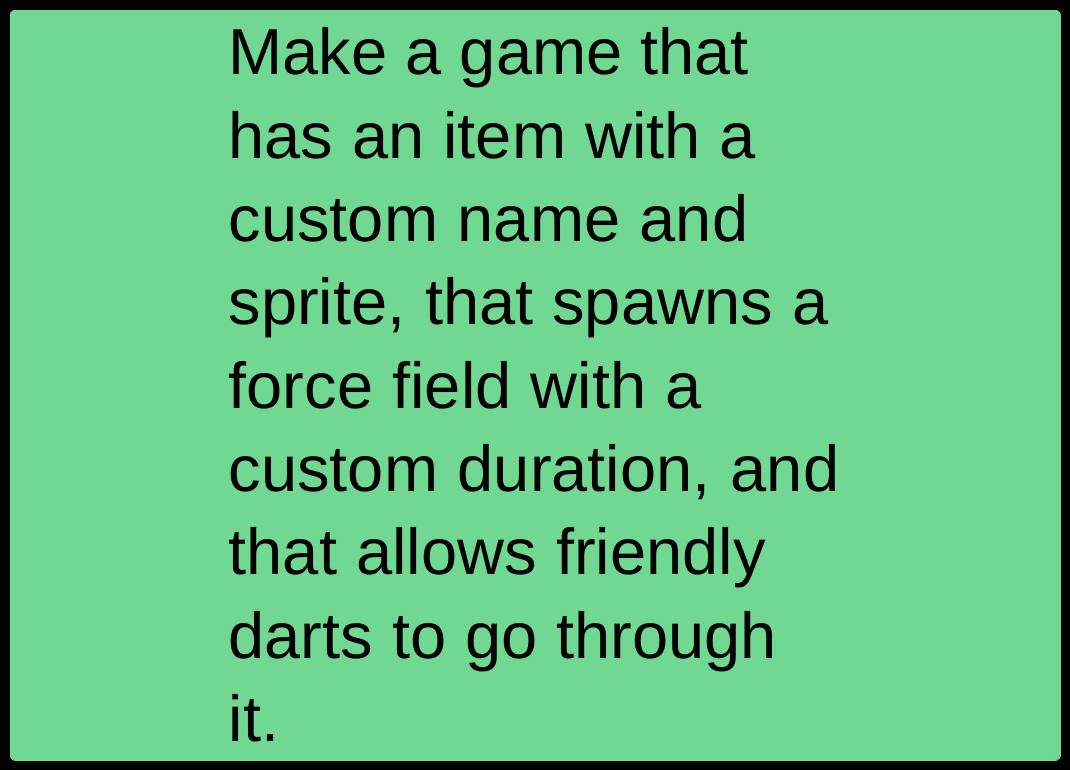 Make a game that
has an item with a
custom name and
sprite, that spawns a
force field with a
custom duration, and
that allows friendly
darts to go through
it.